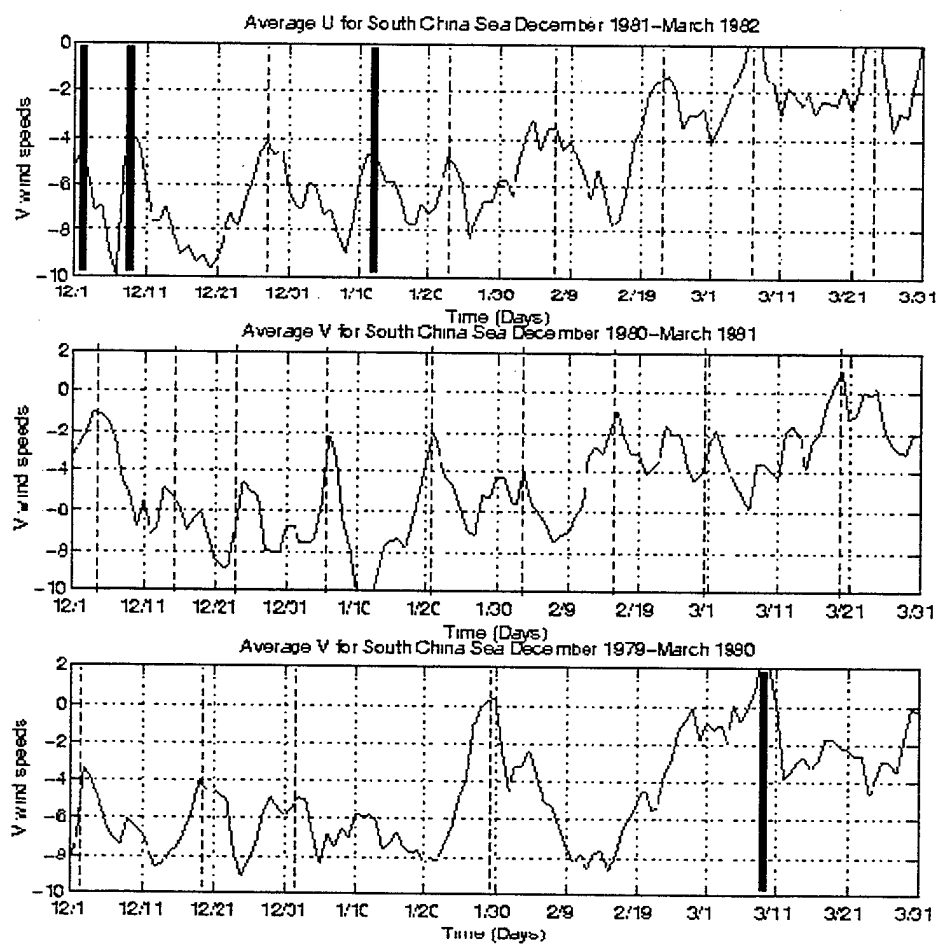 Average U for South China Sea December 1981–March 1982
0
−2
−4
−6
−8
−10
V wind speeds
12/1 12/11 12/21 12/31 1/10 1/20 1/30 2/9 2/19 3/1 3/11 3/21 3/31
Time (Days)
Average V for South China Sea December 1980–March 1981
2
0
−2
−4
−6
−8
−10
V wind speeds
12/1 12/11 12/21 12/31 1/10 1/20 1/30 2/9 2/19 3/1 3/11 3/21 3/31
Time (Days)
Average V for South China Sea December 1979–March 1980
2
0
−2
−4
−6
−8
−10
V wind speeds
12/1 12/11 12/21 12/31 1/10 1/20 1/30 2/9 2/19 3/1 3/11 3/21 3/31
Time (Days)